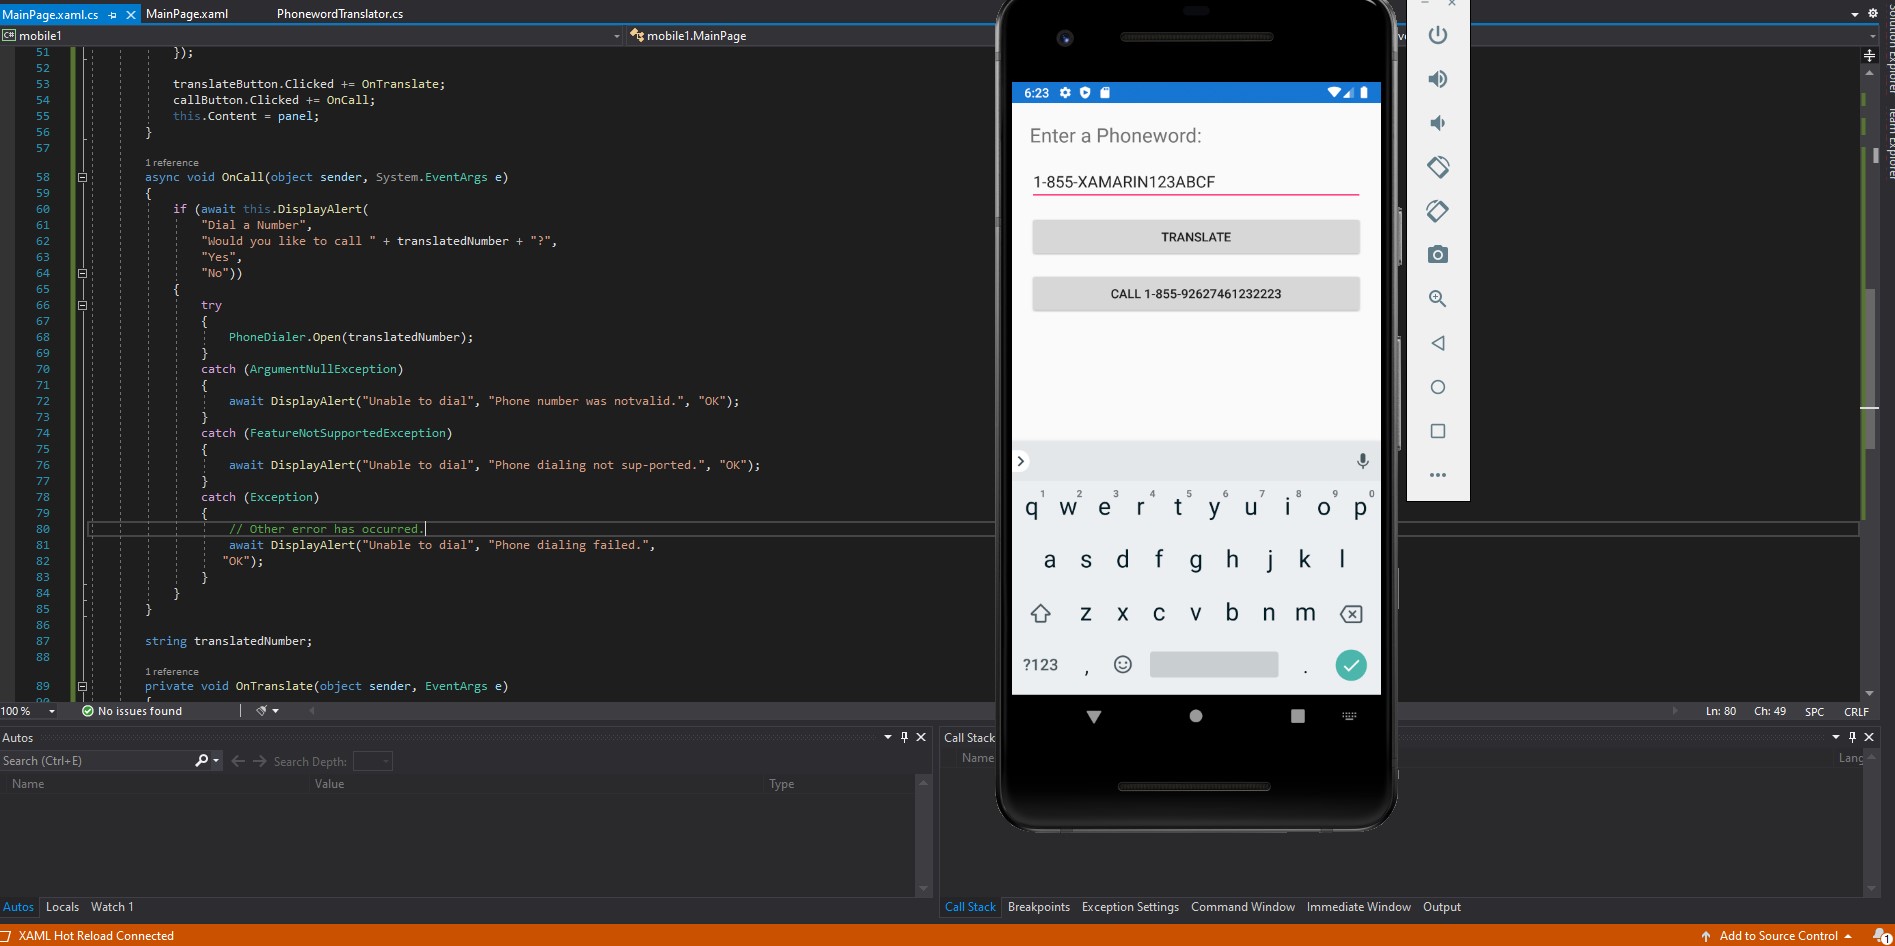 MainPage.xaml.cs
MainPage.xaml
PhonewordTranslator.cs
C# mobile1
mobile1.MainPage
51 });
52
53 translateButton.Clicked += OnTranslate;
54 callButton.Clicked += OnCall;
55 this.Content = panel;
56 }
57
1 reference
58 async void OnCall(object sender, System.EventArgs e)
59 {
60 if (await this.DisplayAlert(
61 "Dial a Number",
62 "Would you like to call " + translatedNumber + "?",
63 "Yes",
64 "No"))
65 {
66 try
67 {
68 PhoneDialer.Open(translatedNumber);
69 }
70 catch (ArgumentNullException)
71 {
72 await DisplayAlert("Unable to dial", "Phone number was notvalid.", "OK");
73 }
74 catch (FeatureNotSupportedException)
75 {
76 await DisplayAlert("Unable to dial", "Phone dialing not sup-ported.", "OK");
77 }
78 catch (Exception)
79 {
80 // Other error has occurred.
81 await DisplayAlert("Unable to dial", "Phone dialing failed.",
82 "OK");
83 }
84 }
85 }
86
87 string translatedNumber;
88
1 reference
89 private void OnTranslate(object sender, EventArgs e)
90 {
100 %
No issues found
Ln: 80 Ch: 49 SPC CRLF
6:23
Enter a Phoneword:
1-855-XAMARIN123ABCF
TRANSLATE
CALL 1-855-92627461232223
1 2 3 4 5 6 7 8 9 0
q w e r t y u i o p
a s d f g h j k l
z x c v b n m
?123 , .
Solution Explorer
Team Explorer
Autos
Search (Ctrl+E)
Search Depth:
Name Value Type
Call Stack
Name
Lang
Autos Locals Watch 1
Call Stack Breakpoints Exception Settings Command Window Immediate Window Output
XAML Hot Reload Connected
Add to Source Control
1